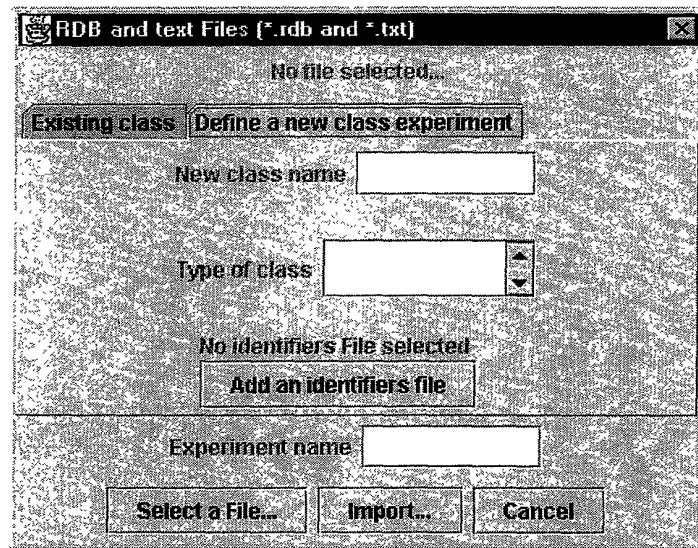 RDB and text Files (*.rdb and *.txt)
No file selected...
Existing class Define a new class experiment
New class name
Type of class
No identifiers File selected
Add an identifiers file
Experiment name
Select a File... Import... Cancel